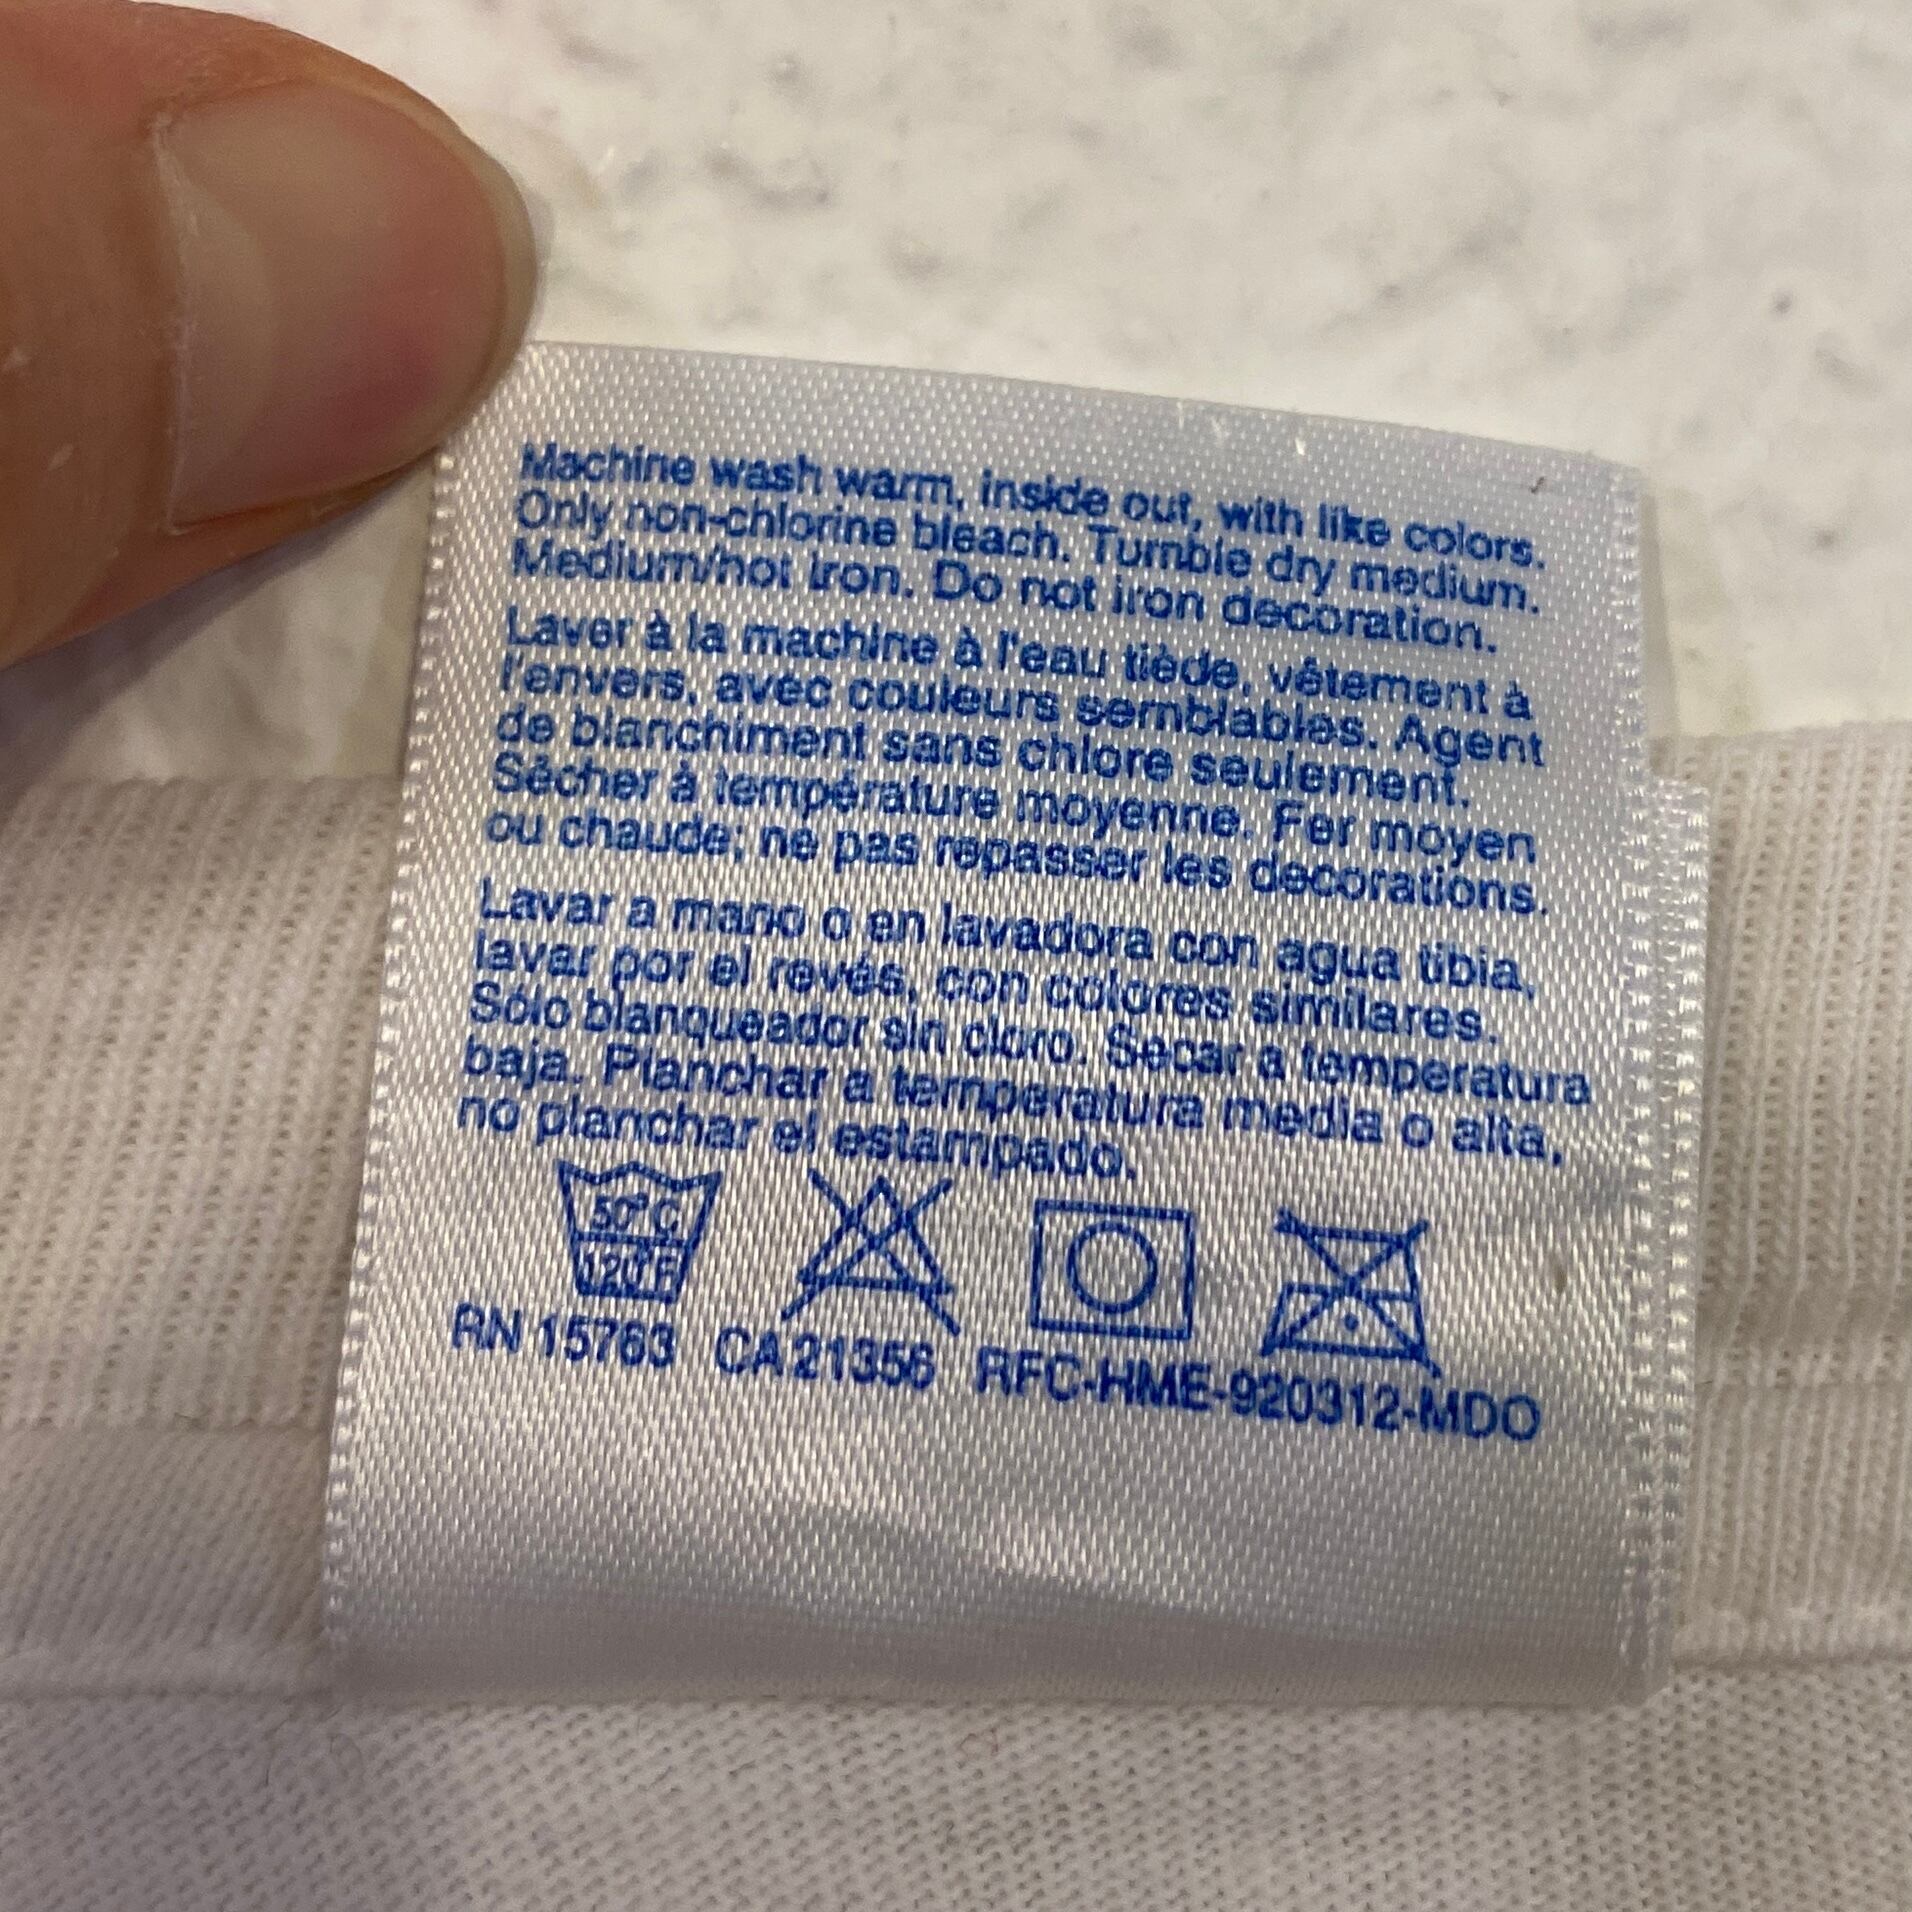 Machine wash warm, inside out, with like colors.
Only non-chlorine bleach. Tumble dry medium.
Medium/hot iron. Do not iron decoration.
Laver à la machine à l'eau tiède, vêtement à
l'envers, avec couleurs semblables. Agent
de blanchiment sans chlore seulement.
Sécher à température moyenne. Fer moyen
ou chaude; ne pas repasser les decorations.
Lavar a mano o en lavadora con agua tibia,
lavar por el revés, con colores similares.
Sólo blanqueador sin cloro. Secar a temperatura
baja. Planchar a temperatura media o alta,
no planchar el estampado.
50°C
120°F
RN 15763 CA 21356 RFC-HME-920312-MDO